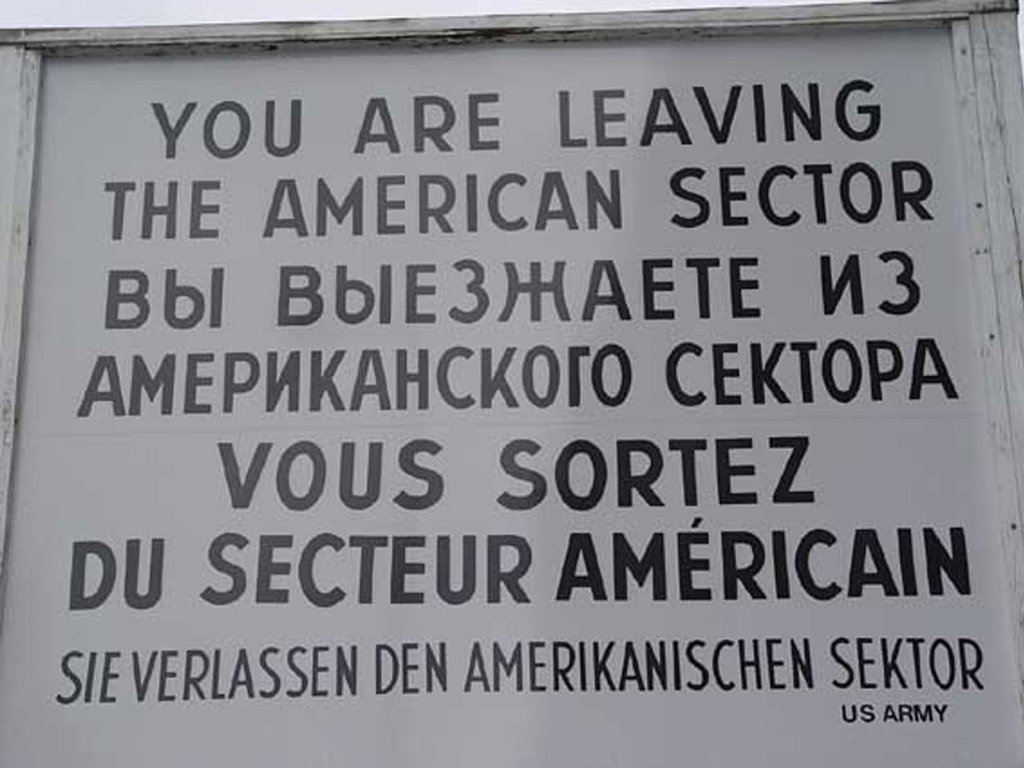 YOU ARE LEAVING
THE AMERICAN SECTOR
ВЫ ВЫЕЗЖАЕТЕ ИЗ
АМЕРИКАНСКОГО СЕКТОРА
VOUS SORTEZ
DU SECTEUR AMÉRICAIN
SIE VERLASSEN DEN AMERIKANISCHEN SEKTOR
US ARMY